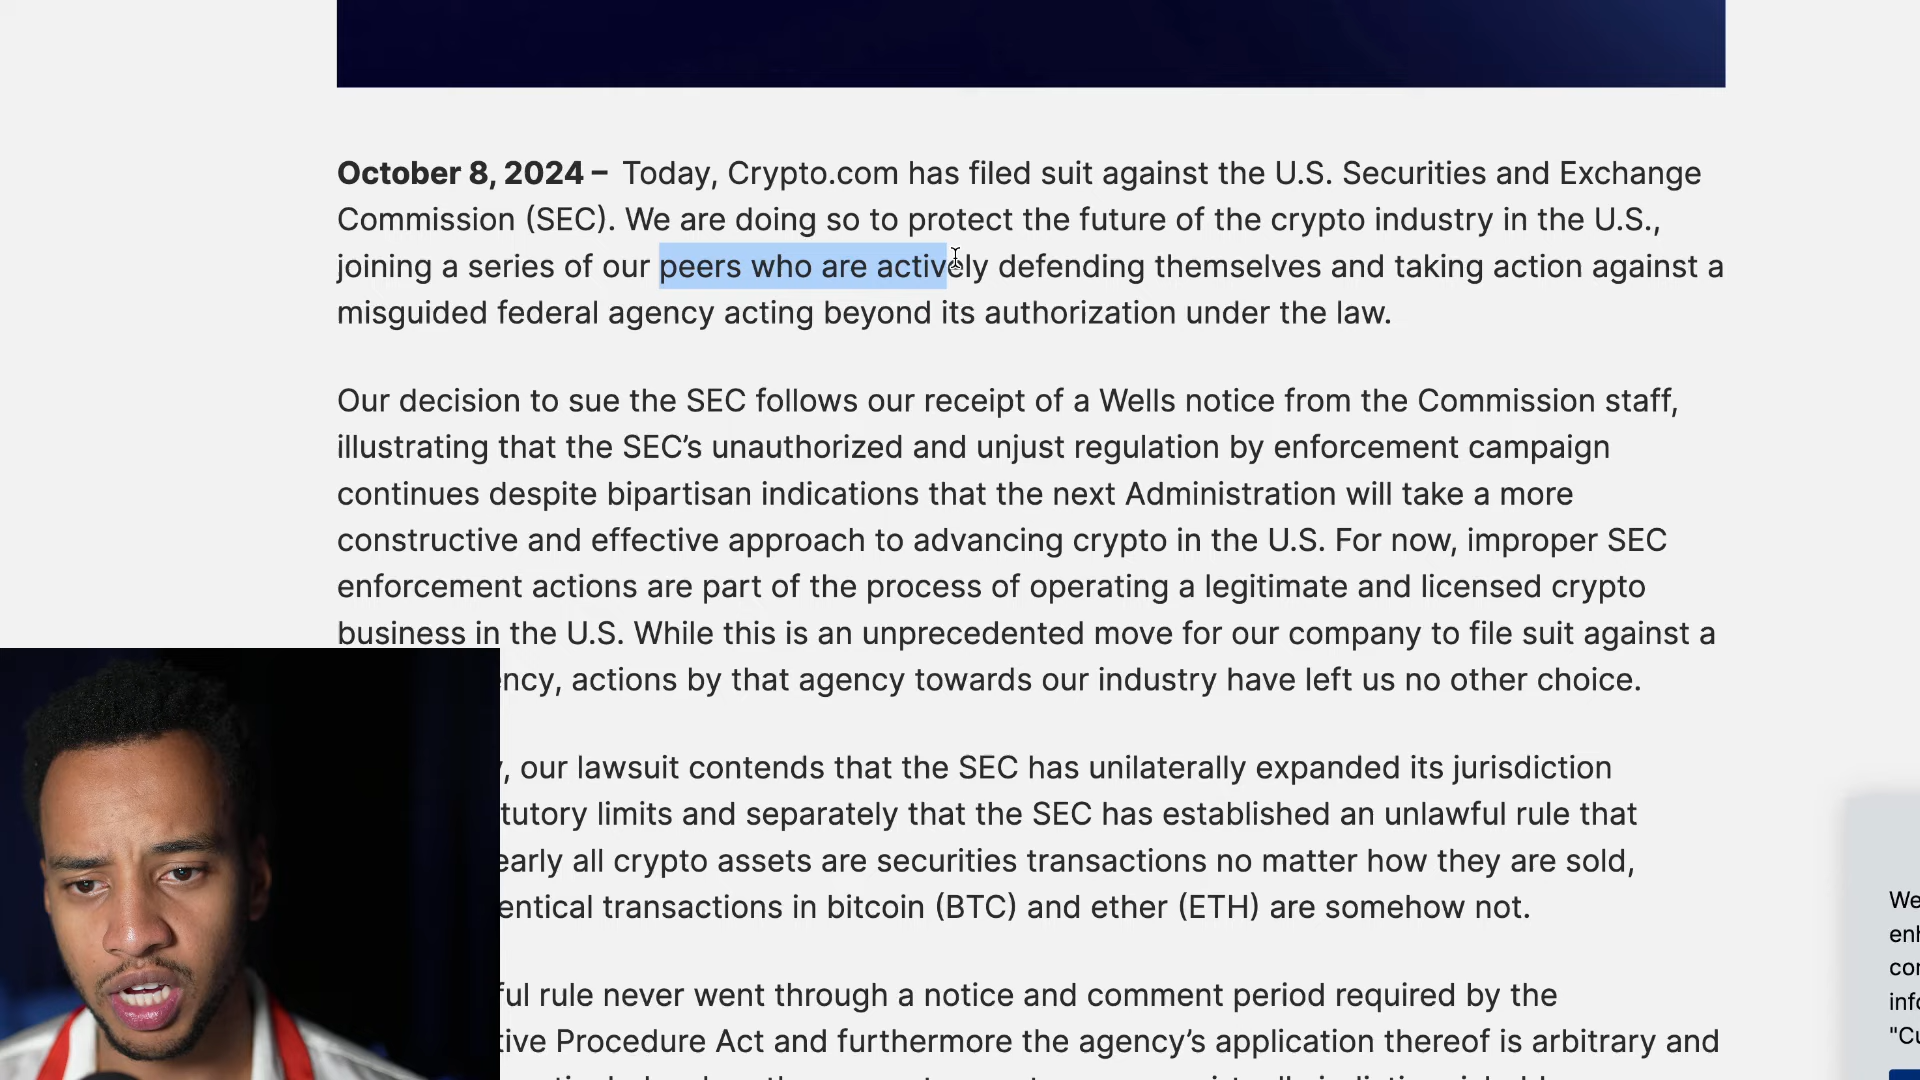 October 8, 2024 – Today, Crypto.com has filed suit against the U.S. Securities and Exchange
Commission (SEC). We are doing so to protect the future of the crypto industry in the U.S.,
joining a series of our peers who are actively defending themselves and taking action against a
misguided federal agency acting beyond its authorization under the law.
Our decision to sue the SEC follows our receipt of a Wells notice from the Commission staff,
illustrating that the SEC’s unauthorized and unjust regulation by enforcement campaign
continues despite bipartisan indications that the next Administration will take a more
constructive and effective approach to advancing crypto in the U.S. For now, improper SEC
enforcement actions are part of the process of operating a legitimate and licensed crypto
business in the U.S. While this is an unprecedented move for our company to file suit against a
ncy, actions by that agency towards our industry have left us no other choice.
, our lawsuit contends that the SEC has unilaterally expanded its jurisdiction
tutory limits and separately that the SEC has established an unlawful rule that
early all crypto assets are securities transactions no matter how they are sold,
entical transactions in bitcoin (BTC) and ether (ETH) are somehow not.
ful rule never went through a notice and comment period required by the
tive Procedure Act and furthermore the agency’s application thereof is arbitrary and
We
enh
con
info
"Cu